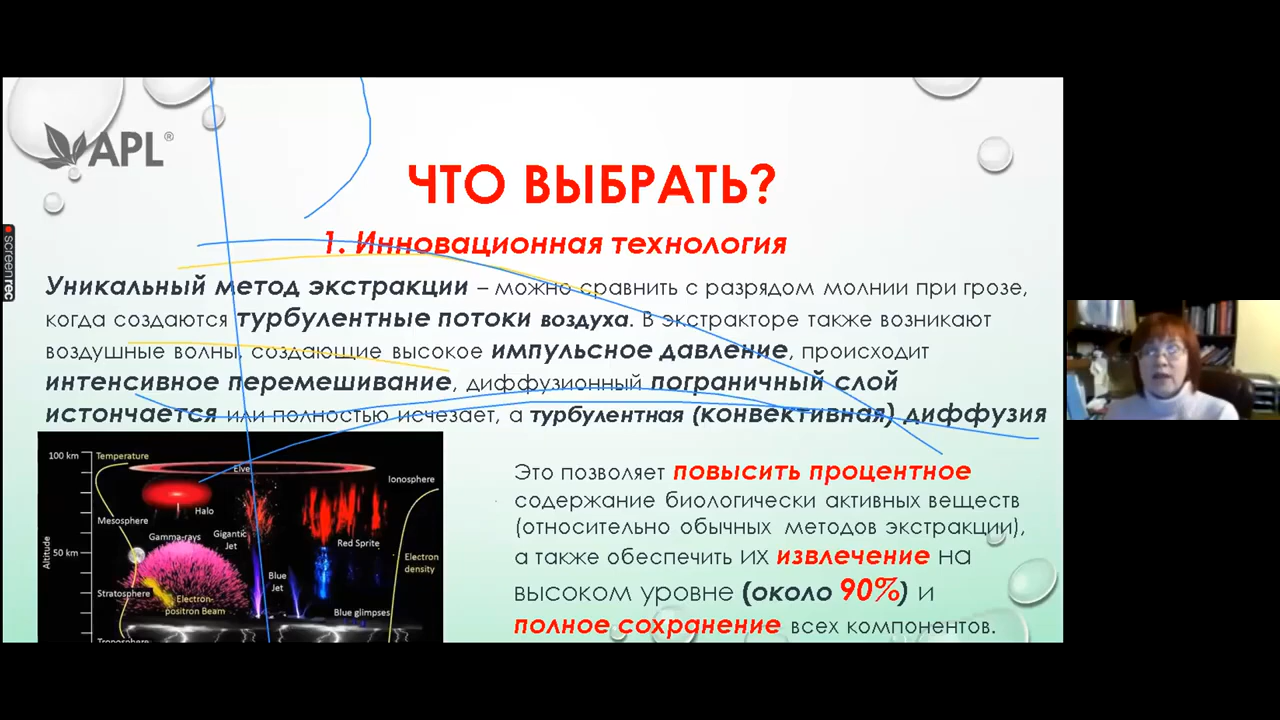 APL®
ЧТО ВЫБРАТЬ?
1. Инновационная технология
Уникальный метод экстракции – можно сравнить с разрядом молнии при грозе,
когда создаются турбулентные потоки воздуха. В экстракторе также возникают
воздушные волны, создающие высокое импульсное давление, происходит
интенсивное перемешивание, диффузионный пограничный слой
истончается или полностью исчезает, а турбулентная (конвективная) диффузия
Это позволяет повысить процентное
содержание биологически активных веществ
(относительно обычных методов экстракции),
а также обеспечить их извлечение на
высоком уровне (около 90%) и
полное сохранение всех компонентов.
100 km
Temperature
Elve
Ionosphere
Halo
Mesosphere
Gamma-rays
Gigantic
Jet
Red Sprite
Altitude
50 km
Electron
density
Blue
Jet
Stratosphere
Electron-
positron Beam
Blue glimpses
Troposphere
screenrec